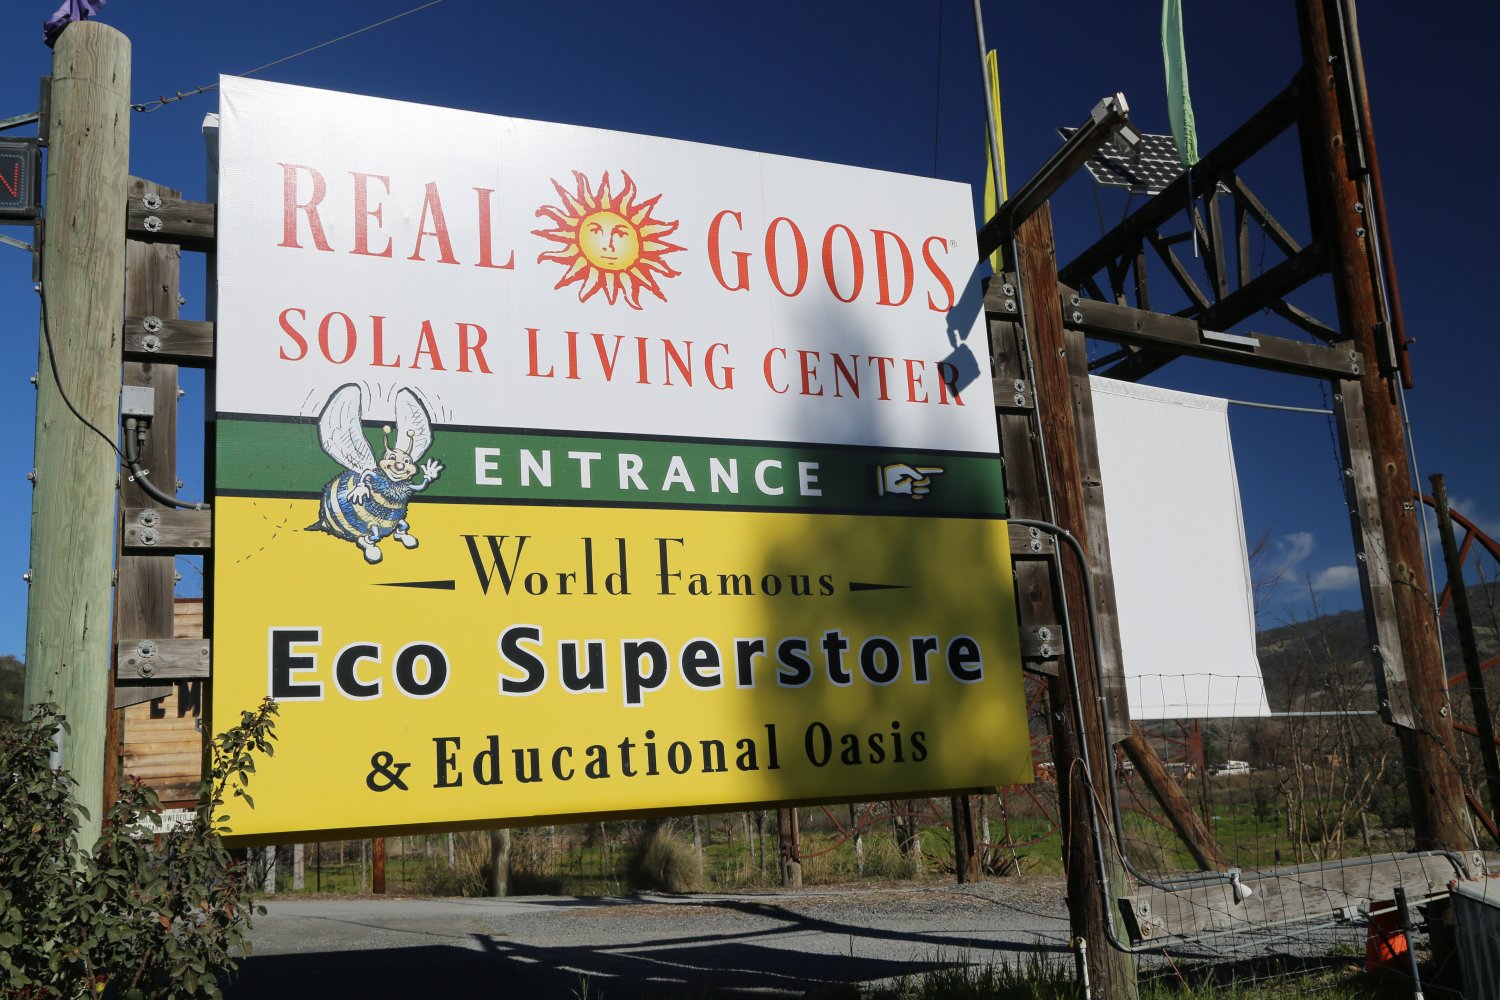 REAL GOODS®
SOLAR LIVING CENTER
ENTRANCE
World Famous
Eco Superstore
& Educational Oasis